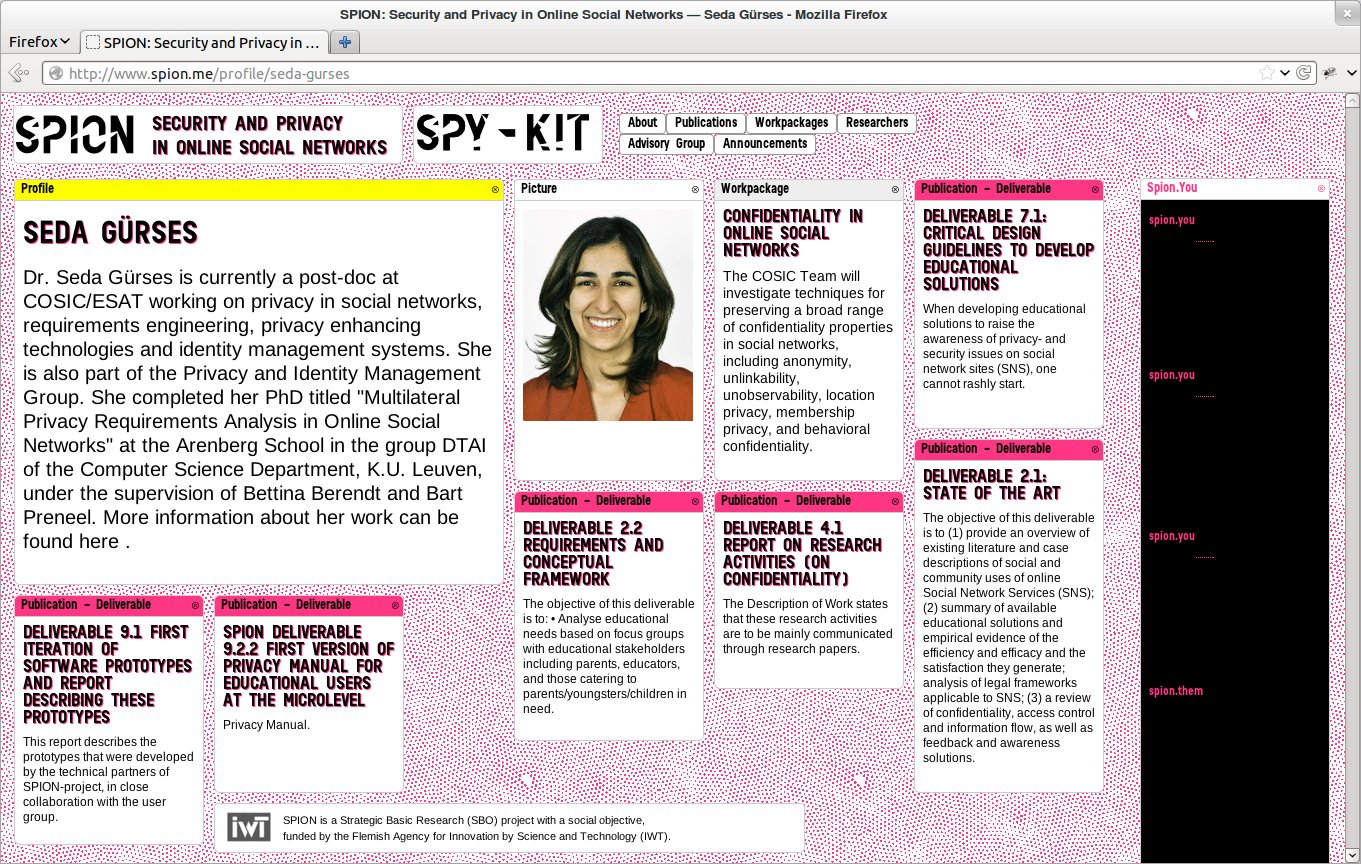 SPION: Security and Privacy in Online Social Networks — Seda Gürses - Mozilla Firefox
Firefox
SPION: Security and Privacy in ...
http://www.spion.me/profile/seda-gurses
SPION
SECURITY AND PRIVACY
IN ONLINE SOCIAL NETWORKS
SPY-KIT
About
Publications
Workpackages
Researchers
Advisory Group
Announcements
Profile
SEDA GÜRSES
Dr. Seda Gürses is currently a post-doc at
COSIC/ESAT working on privacy in social networks,
requirements engineering, privacy enhancing
technologies and identity management systems. She
is also part of the Privacy and Identity Management
Group. She completed her PhD titled "Multilateral
Privacy Requirements Analysis in Online Social
Networks" at the Arenberg School in the group DTAI
of the Computer Science Department, K.U. Leuven,
under the supervision of Bettina Berendt and Bart
Preneel. More information about her work can be
found here .
Picture
Workpackage
CONFIDENTIALITY IN
ONLINE SOCIAL
NETWORKS
The COSIC Team will
investigate techniques for
preserving a broad range
of confidentiality properties
in social networks,
including anonymity,
unlinkability,
unobservability, location
privacy, membership
privacy, and behavioral
confidentiality.
Publication - Deliverable
DELIVERABLE 7.1:
CRITICAL DESIGN
GUIDELINES TO DEVELOP
EDUCATIONAL
SOLUTIONS
When developing educational
solutions to raise the
awareness of privacy- and
security issues on social
network sites (SNS), one
cannot rashly start.
Publication - Deliverable
DELIVERABLE 2.1:
STATE OF THE ART
The objective of this deliverable
is to (1) provide an overview of
existing literature and case
descriptions of social and
community uses of online
Social Network Services (SNS);
(2) summary of available
educational solutions and
empirical evidence of the
efficiency and efficacy and the
satisfaction they generate;
analysis of legal frameworks
applicable to SNS; (3) a review
of confidentiality, access control
and information flow, as well as
feedback and awareness
solutions.
Publication - Deliverable
DELIVERABLE 2.2
REQUIREMENTS AND
CONCEPTUAL
FRAMEWORK
The objective of this deliverable
is to: • Analyse educational
needs based on focus groups
with educational stakeholders
including parents, educators,
and those catering to
parents/youngsters/children in
need.
Publication - Deliverable
DELIVERABLE 4.1
REPORT ON RESEARCH
ACTIVITIES (ON
CONFIDENTIALITY)
The Description of Work states
that these research activities
are to be mainly communicated
through research papers.
Publication - Deliverable
DELIVERABLE 9.1 FIRST
ITERATION OF
SOFTWARE PROTOTYPES
AND REPORT
DESCRIBING THESE
PROTOTYPES
This report describes the
prototypes that were developed
by the technical partners of
SPION-project, in close
collaboration with the user
group.
Publication - Deliverable
SPION DELIVERABLE
9.2.2 FIRST VERSION OF
PRIVACY MANUAL FOR
EDUCATIONAL USERS
AT THE MICROLEVEL
Privacy Manual.
iwt
SPION is a Strategic Basic Research (SBO) project with a social objective,
funded by the Flemish Agency for Innovation by Science and Technology (IWT).
Spion.You
spion.you
spion.you
spion.you
spion.them